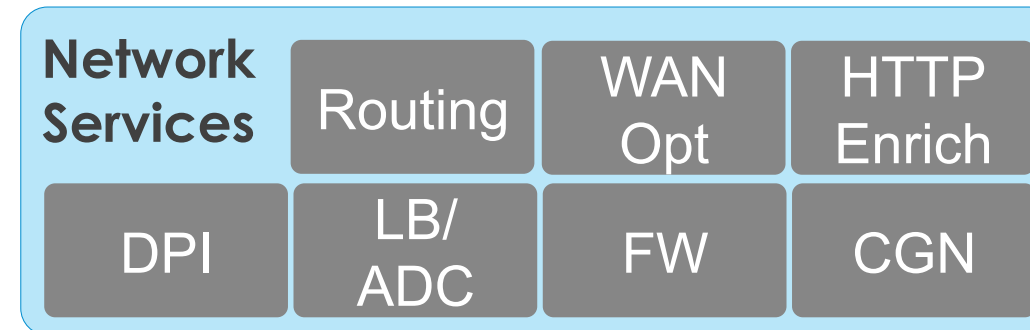 Network
Services
Routing
WAN
Opt
HTTP
Enrich
DPI
LB/
ADC
FW
CGN